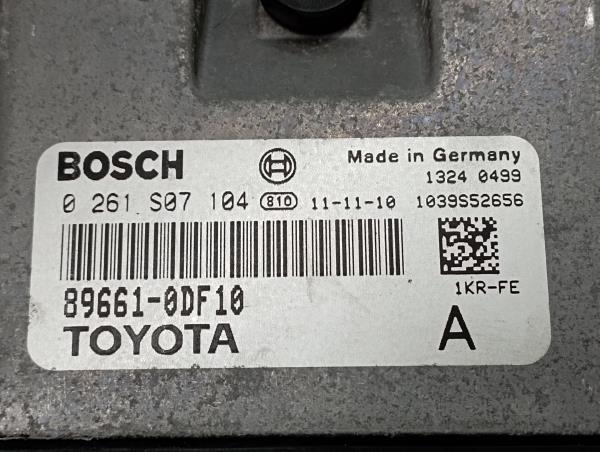 BOSCH Made in Germany
1324 0499
0 261 S07 104 810 11-11-10 1039S52656
89661-0DF10 1KR-FE
TOYOTA A